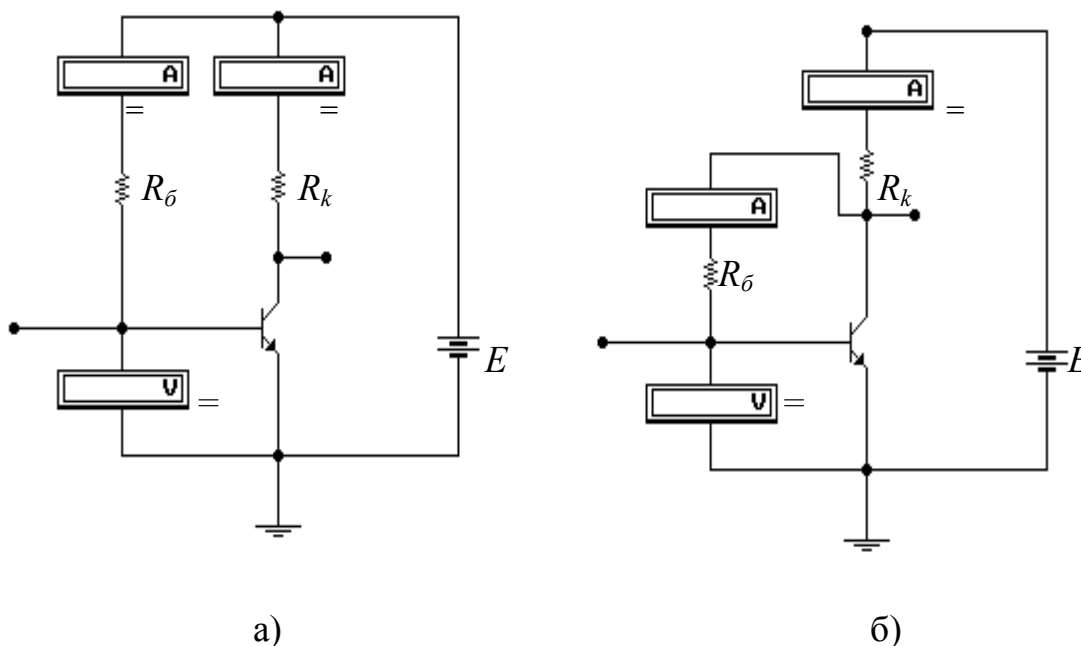 A A
= =
R_б R_k
V =
E
а)
A =
R_k
A
R_б
V =
E
б)